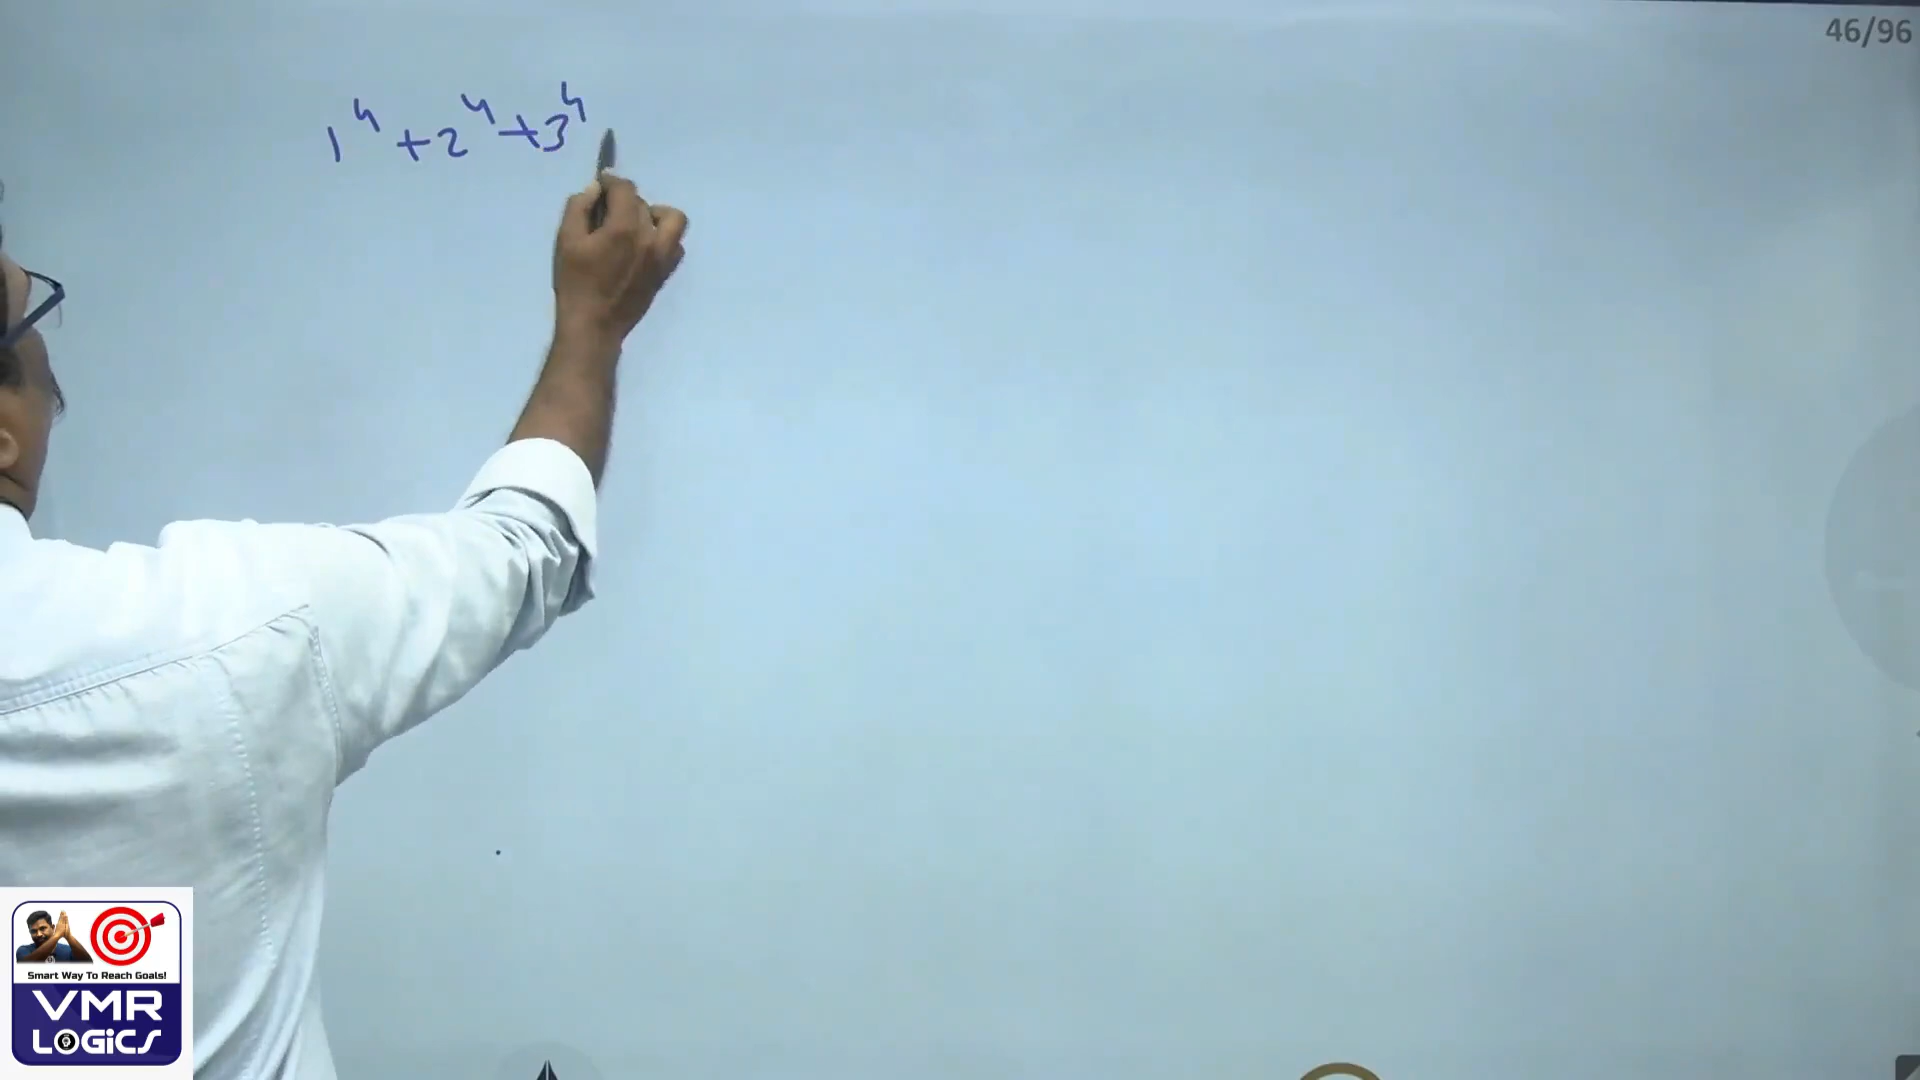 46/96
1⁴ + 2⁴ + 3⁴
Smart Way To Reach Goals!
VMR
LOGiCS